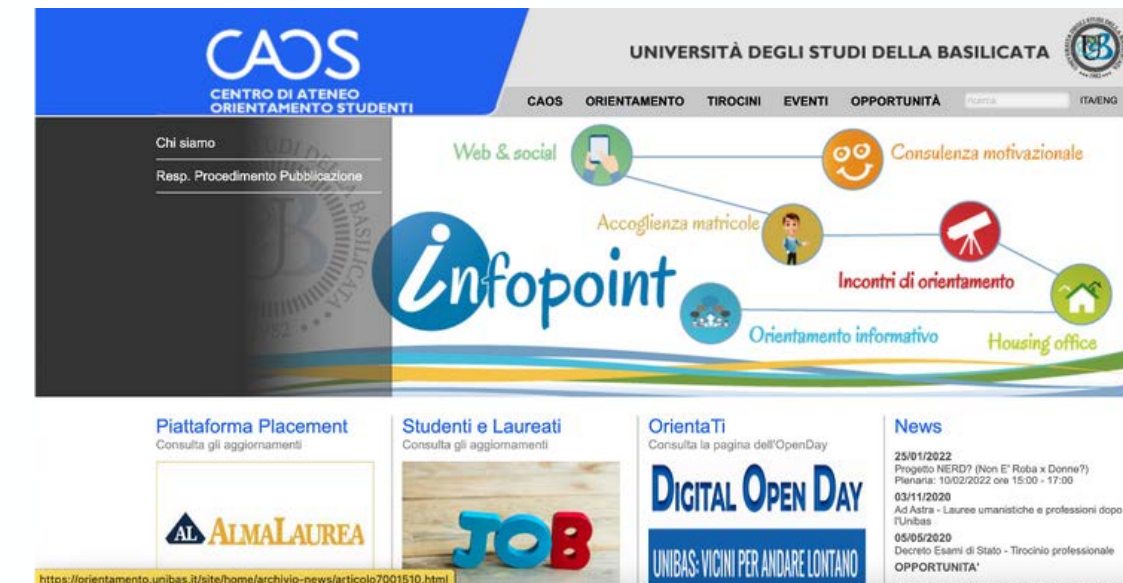 CAOS
CENTRO DI ATENEO
ORIENTAMENTO STUDENTI
UNIVERSITÀ DEGLI STUDI DELLA BASILICATA
CAOS ORIENTAMENTO TIROCINI EVENTI OPPORTUNITÀ ricerca ITA/ENG
Chi siamo
Resp. Procedimento Pubblicazione
Web & social
Consulenza motivazionale
Accoglienza matricole
infopoint
Incontri di orientamento
Orientamento informativo
Housing office
Piattaforma Placement
Consulta gli aggiornamenti
AL ALMALAUREA
Studenti e Laureati
Consulta gli aggiornamenti
JOB
OrientaTi
Consulta la pagina dell'OpenDay
DIGITAL OPEN DAY
UNIBAS: VICINI PER ANDARE LONTANO
News
25/01/2022
Progetto NERD? (Non E' Roba x Donne?)
Plenaria: 10/02/2022 ore 15:00 - 17:00
03/11/2020
Ad Astra - Lauree umanistiche e professioni dopo
l'Unibas
05/05/2020
Decreto Esami di Stato - Tirocinio professionale
OPPORTUNITA'
https://orientamento.unibas.it/site/home/archivio-news/articolo7001510.html